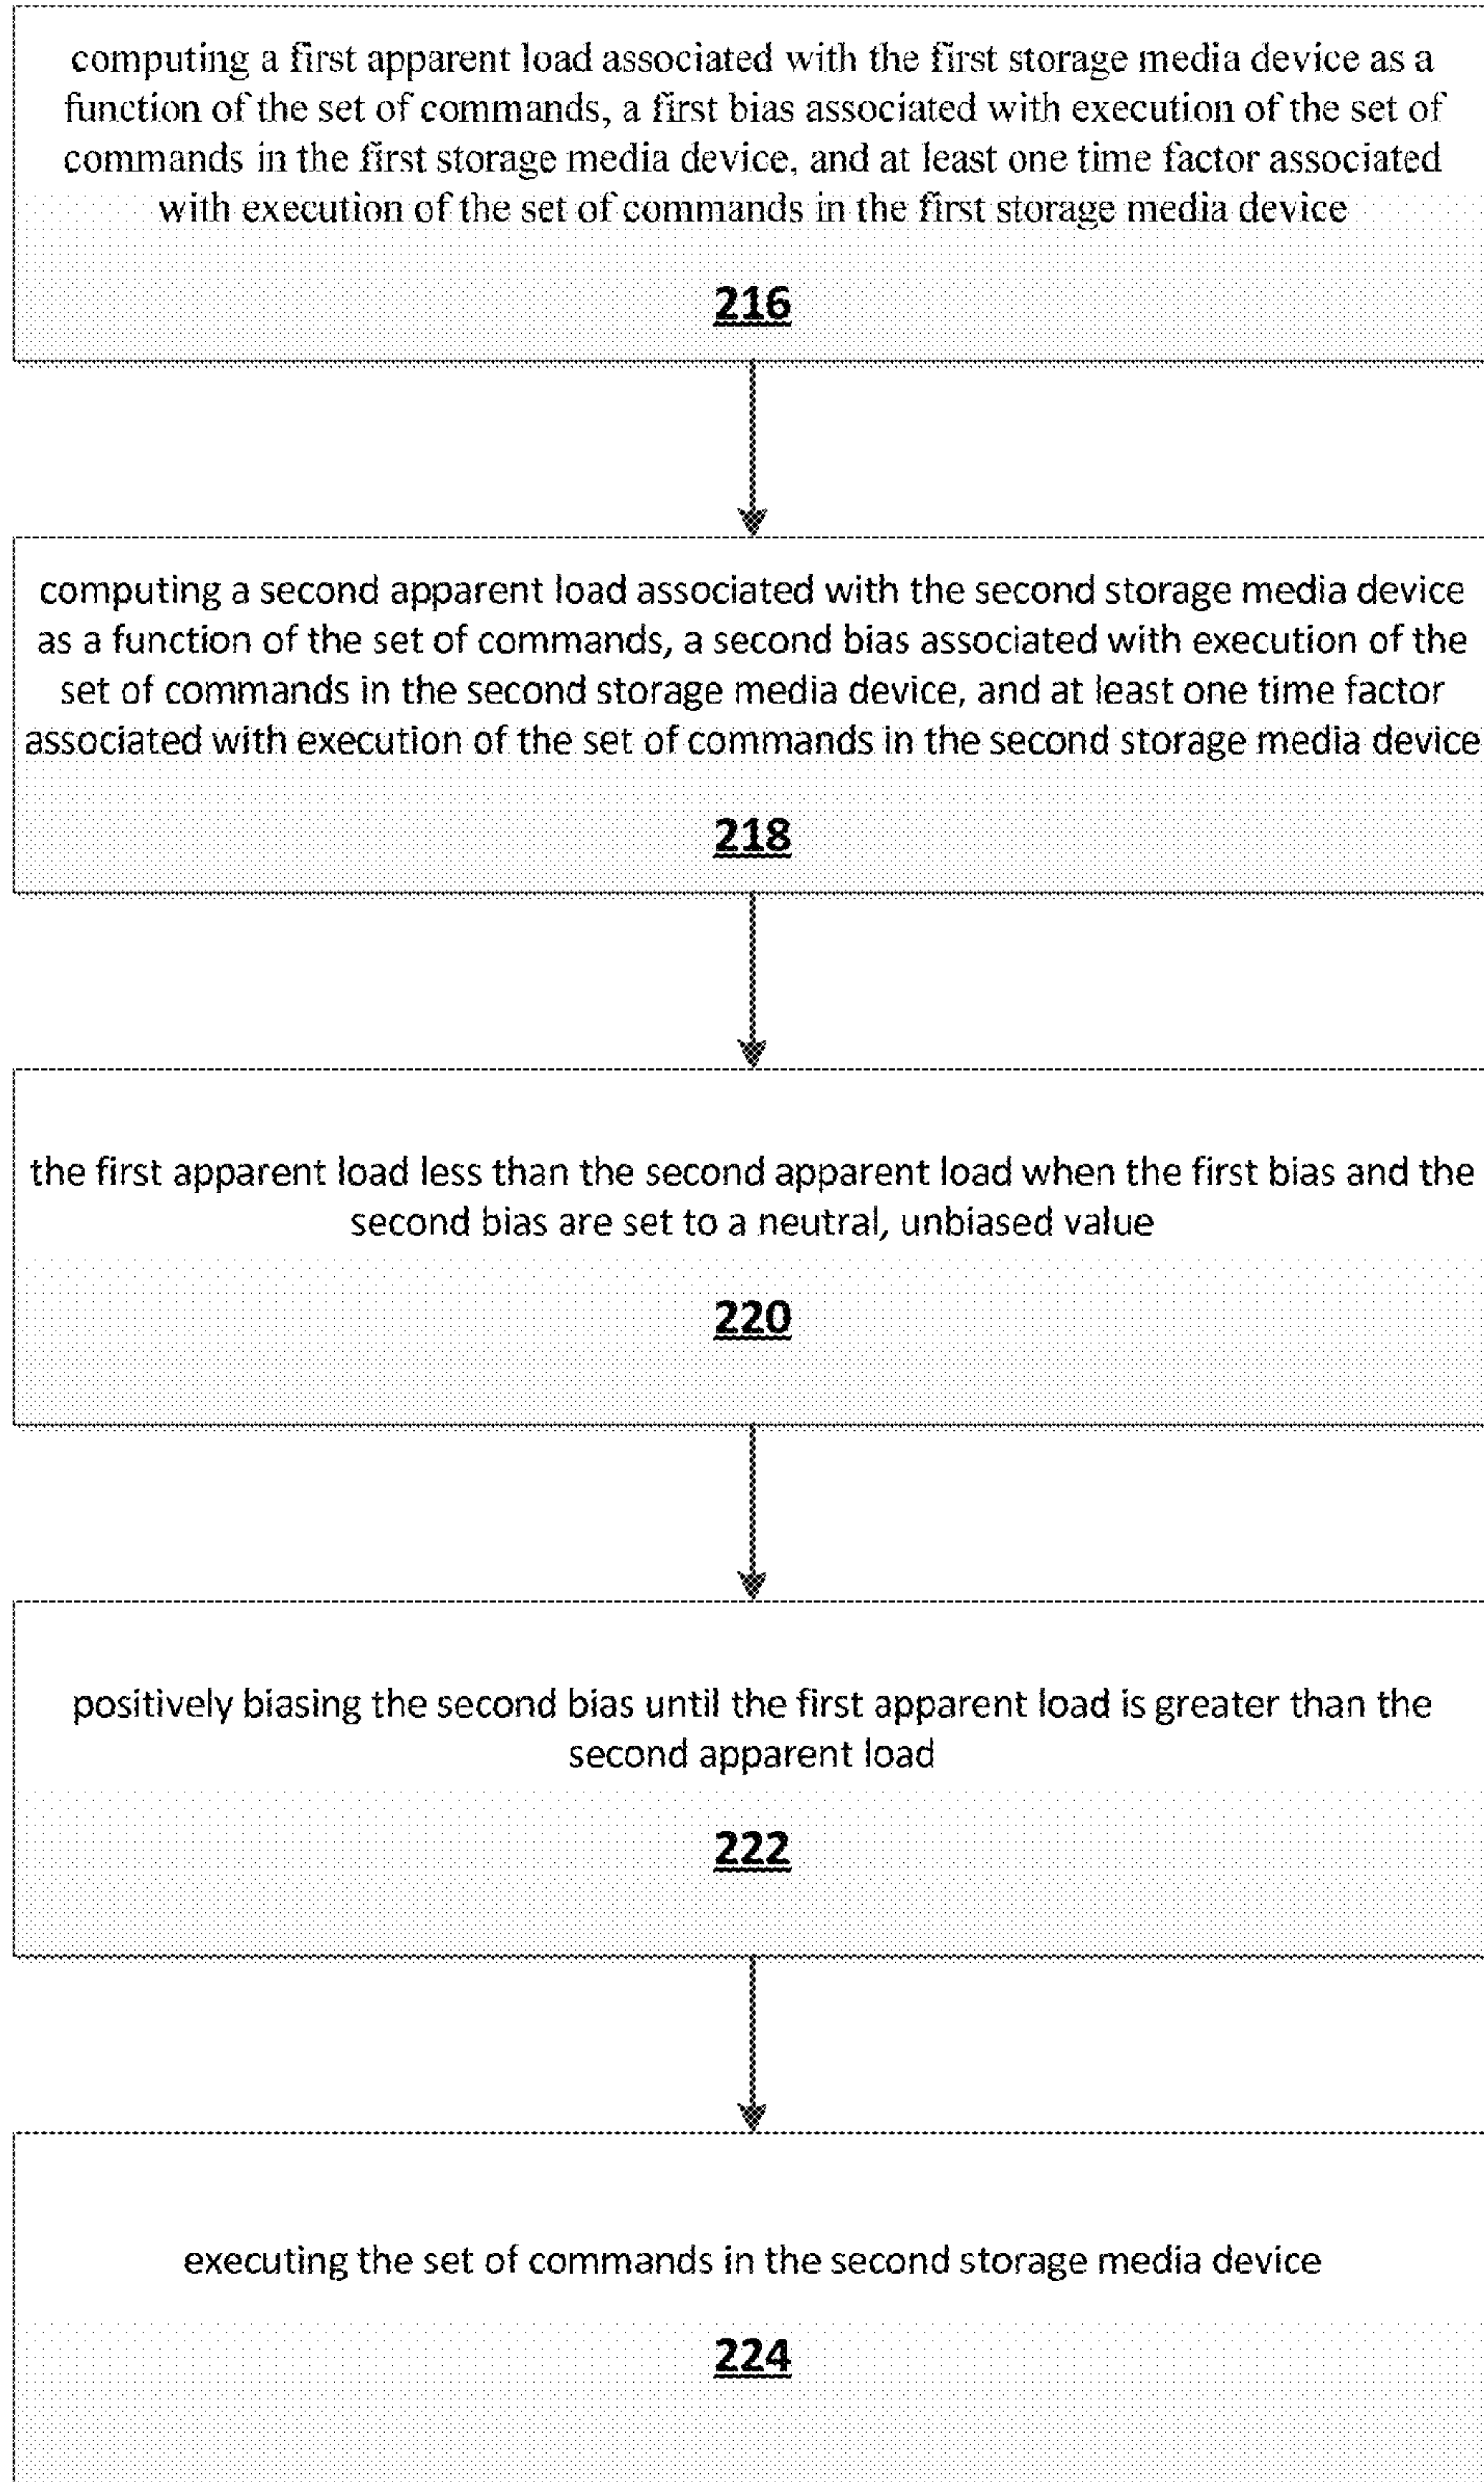 computing a first apparent load associated with the first storage media device as a
function of the set of commands, a first bias associated with execution of the set of
commands in the first storage media device, and at least one time factor associated
with execution of the set of commands in the first storage media device
216
computing a second apparent load associated with the second storage media device
as a function of the set of commands, a second bias associated with execution of the
set of commands in the second storage media device, and at least one time factor
associated with execution of the set of commands in the second storage media device
218
the first apparent load less than the second apparent load when the first bias and the
second bias are set to a neutral, unbiased value
220
positively biasing the second bias until the first apparent load is greater than the
second apparent load
222
executing the set of commands in the second storage media device
224